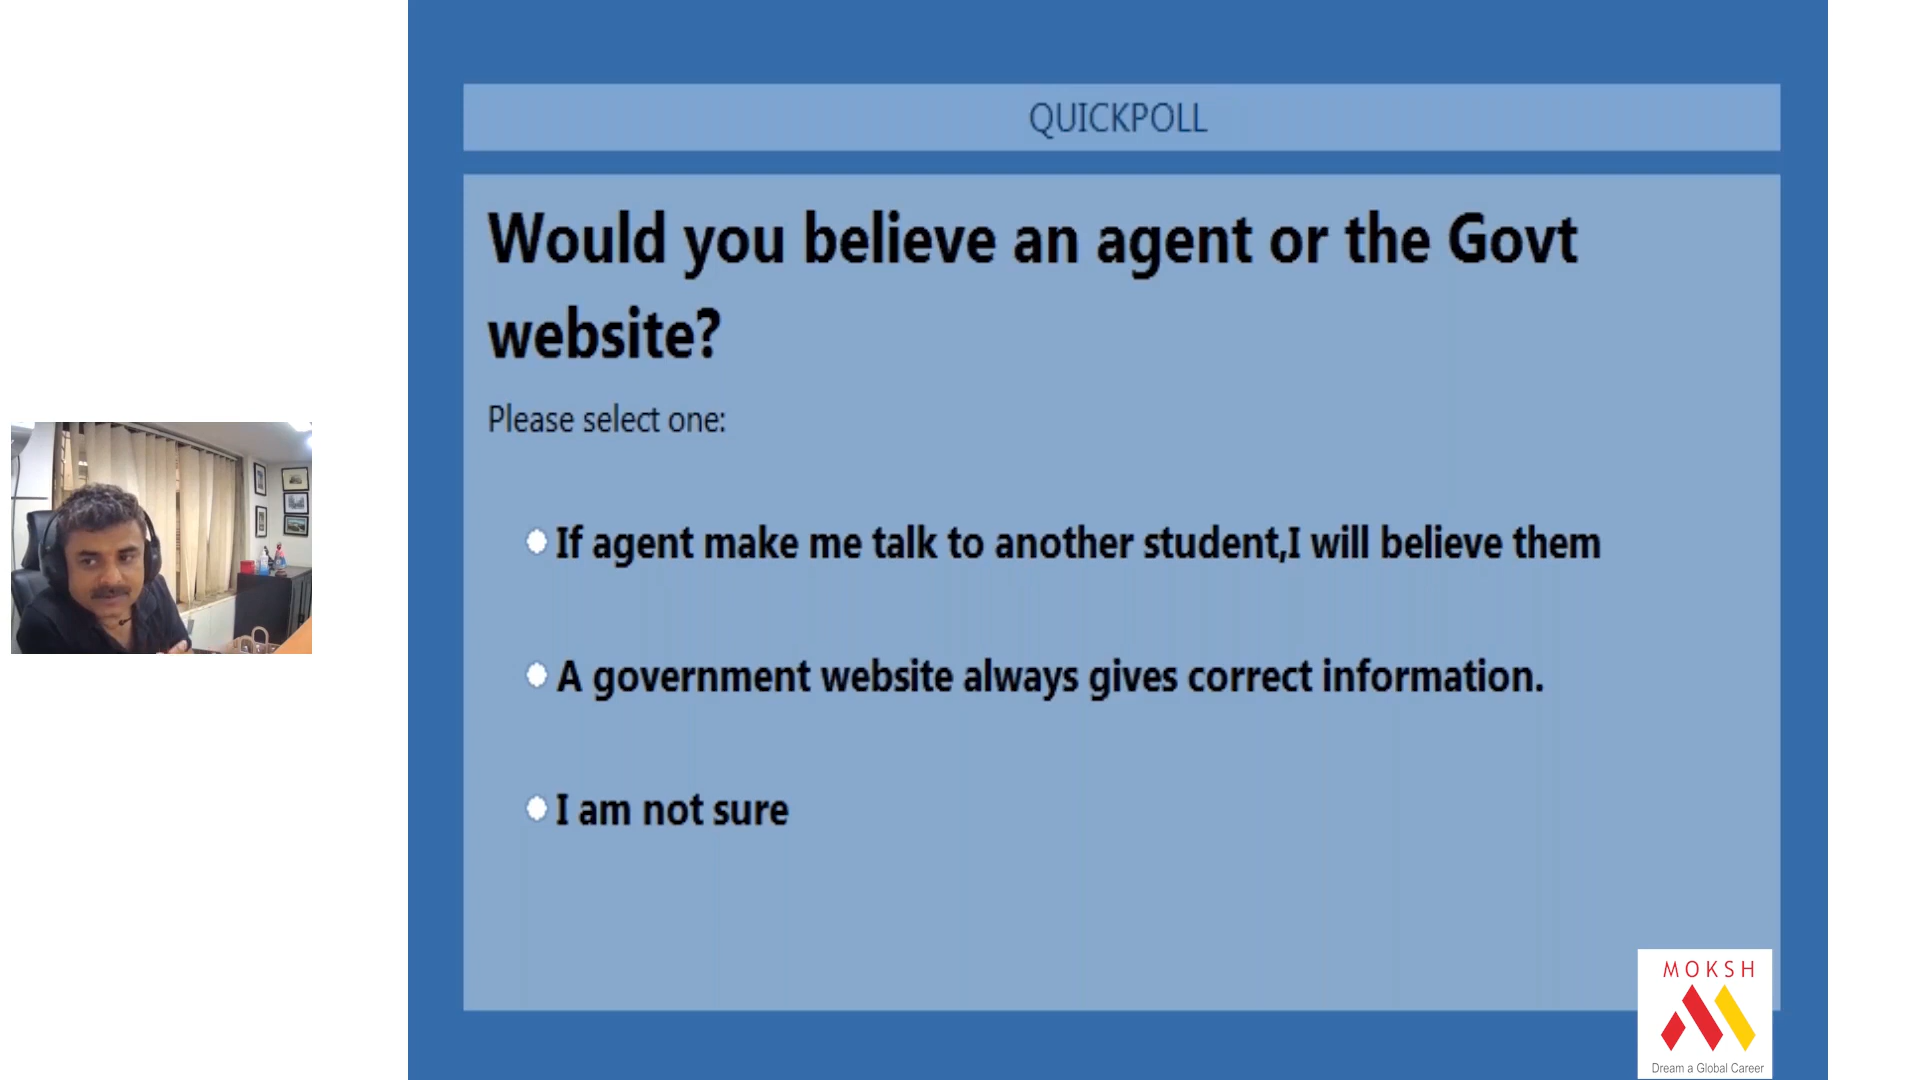 QUICKPOLL
Would you believe an agent or the Govt
website?
Please select one:
If agent make me talk to another student,I will believe them
A government website always gives correct information.
I am not sure
MOKSH
Dream a Global Career